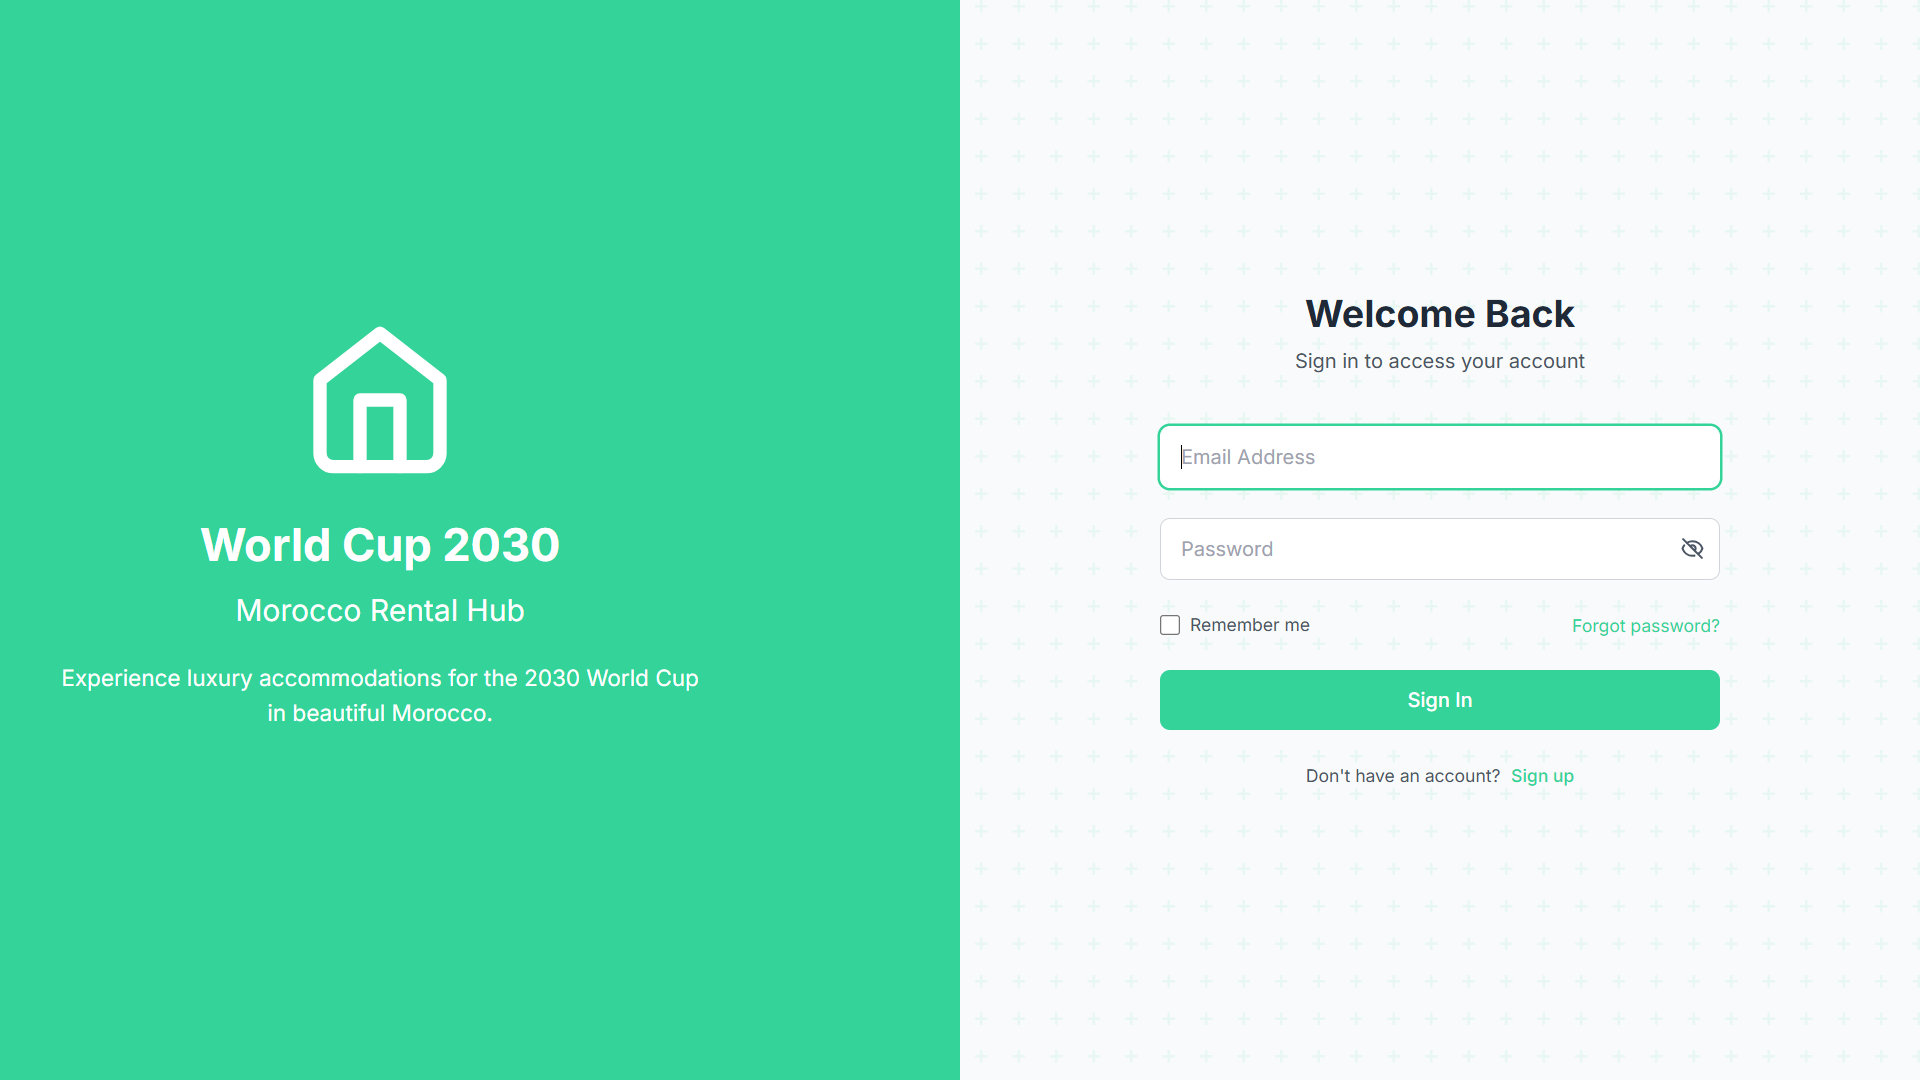 World Cup 2030
Morocco Rental Hub
Experience luxury accommodations for the 2030 World Cup
in beautiful Morocco.
Welcome Back
Sign in to access your account
Email Address
Password
Remember me
Forgot password?
Sign In
Don't have an account? Sign up